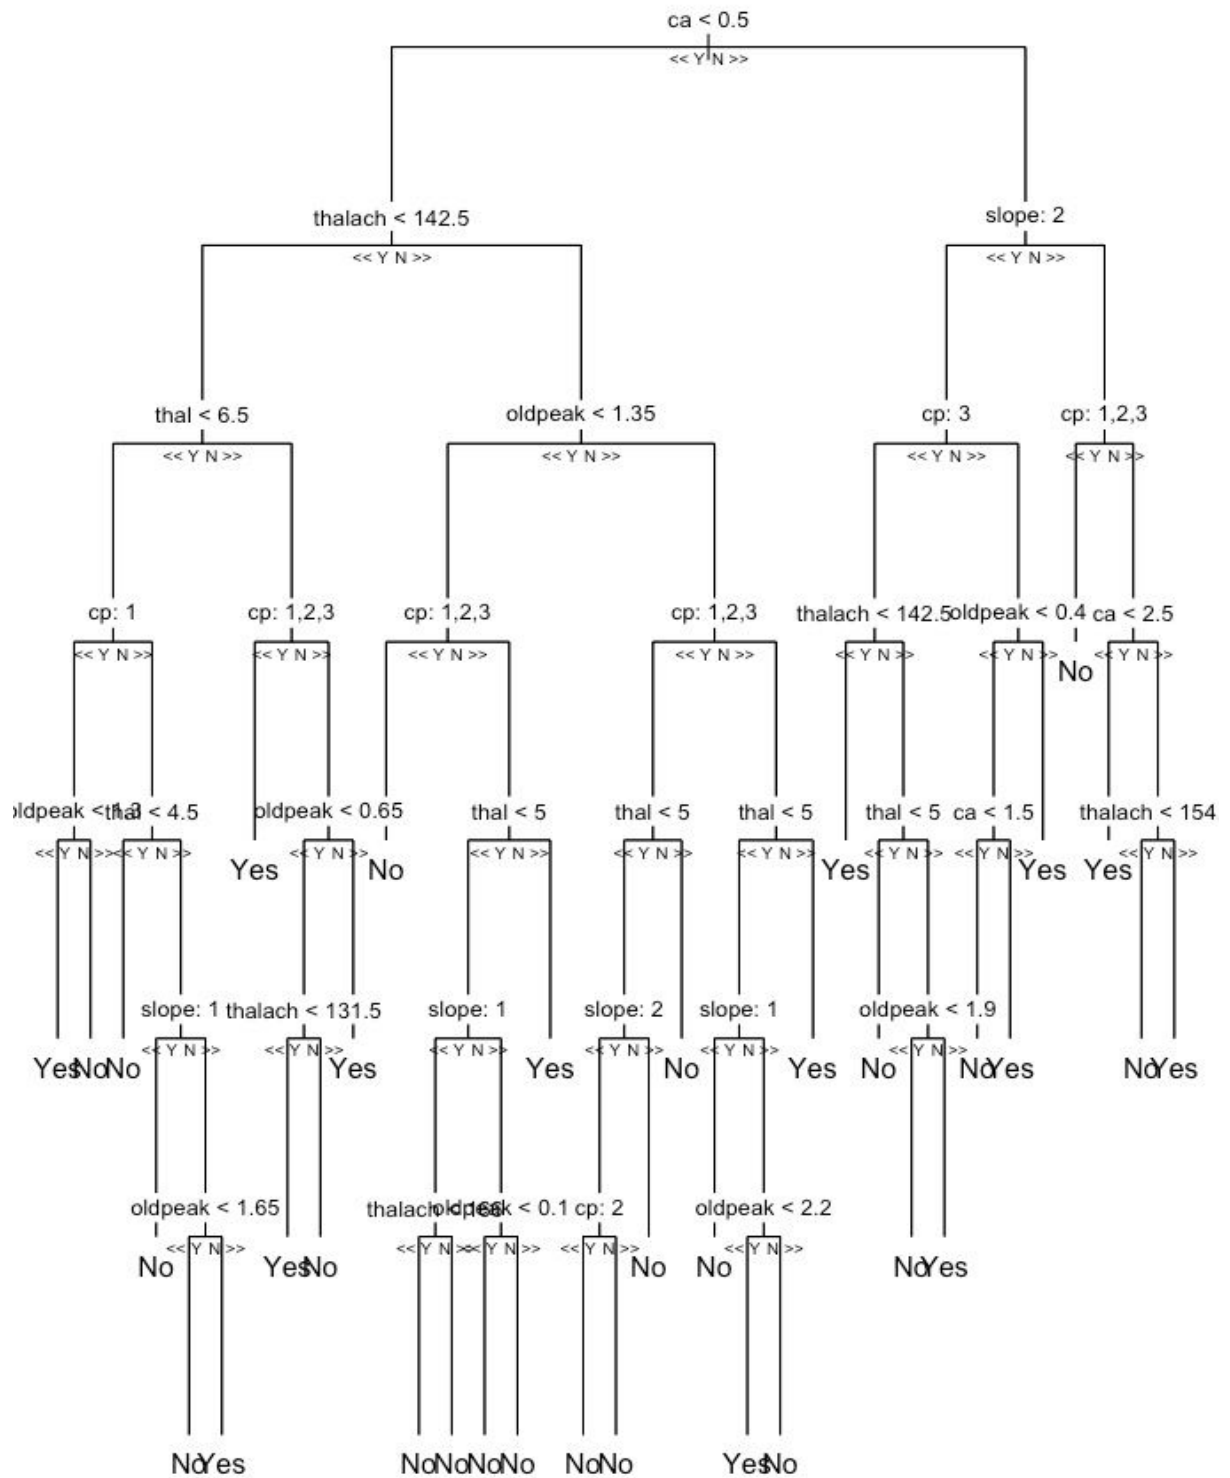 ca < 0.5
<< Y N >>
thalach < 142.5
slope: 2
<< Y N >>
<< Y N >>
thal < 6.5
oldpeak < 1.35
cp: 3
cp: 1,2,3
<< Y N >>
<< Y N >>
<< Y N >>
<< Y N >>
cp: 1
cp: 1,2,3
cp: 1,2,3
cp: 1,2,3
thalach < 142.5
oldpeak < 0.4
ca < 2.5
<< Y N >>
<< Y N >>
<< Y N >>
<< Y N >>
<< Y N >>
<< Y N >>
<< Y N >>
No
oldpeak < 1.3
thal < 4.5
oldpeak < 0.65
thal < 5
thal < 5
thal < 5
thal < 5
ca < 1.5
thalach < 154
<< Y N >>
<< Y N >>
<< Y N >>
<< Y N >>
<< Y N >>
<< Y N >>
<< Y N >>
<< Y N >>
<< Y N >>
Yes
No
Yes
Yes
Yes
slope: 1
thalach < 131.5
slope: 1
slope: 2
slope: 1
oldpeak < 1.9
<< Y N >>
<< Y N >>
<< Y N >>
<< Y N >>
<< Y N >>
<< Y N >>
Yes
No
No
Yes
Yes
No
Yes
No
No
Yes
No
Yes
oldpeak < 1.65
thalach < 166
oldpeak < 0.1
cp: 2
oldpeak < 2.2
<< Y N >>
<< Y N >>
<< Y N >>
<< Y N >>
<< Y N >>
No
Yes
No
No
No
No
Yes
No
Yes
No
No
No
No
No
No
Yes
No